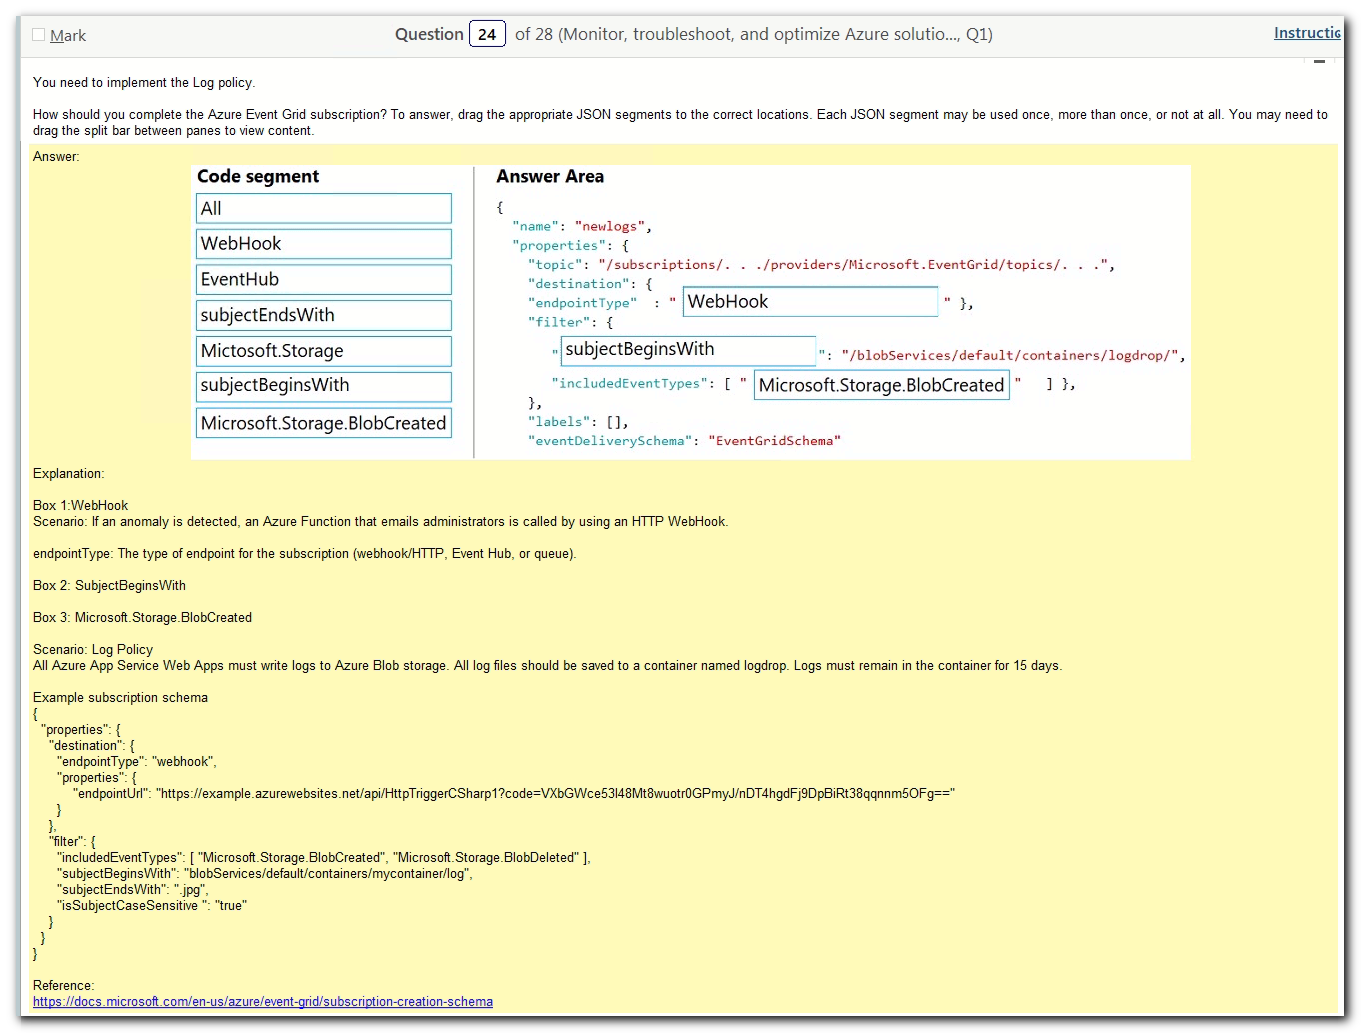 Mark
Question 24 of 28 (Monitor, troubleshoot, and optimize Azure solutio..., Q1)
Instructio
You need to implement the Log policy.
How should you complete the Azure Event Grid subscription? To answer, drag the appropriate JSON segments to the correct locations. Each JSON segment may be used once, more than once, or not at all. You may need to
drag the split bar between panes to view content.
Answer:
Code segment
All
WebHook
EventHub
subjectEndsWith
Mictosoft.Storage
subjectBeginsWith
Microsoft.Storage.BlobCreated
Answer Area
{
"name": "newlogs",
"properties": {
"topic": "/subscriptions/. . ./providers/Microsoft.EventGrid/topics/. . .",
"destination": {
"endpointType" : " WebHook " },
"filter": {
" subjectBeginsWith ": "/blobServices/default/containers/logdrop/",
"includedEventTypes": [ " Microsoft.Storage.BlobCreated " ] },
},
"labels": [],
"eventDeliverySchema": "EventGridSchema"
Explanation:
Box 1:WebHook
Scenario: If an anomaly is detected, an Azure Function that emails administrators is called by using an HTTP WebHook.
endpointType: The type of endpoint for the subscription (webhook/HTTP, Event Hub, or queue).
Box 2: SubjectBeginsWith
Box 3: Microsoft.Storage.BlobCreated
Scenario: Log Policy
All Azure App Service Web Apps must write logs to Azure Blob storage. All log files should be saved to a container named logdrop. Logs must remain in the container for 15 days.
Example subscription schema
{
"properties": {
"destination": {
"endpointType": "webhook",
"properties": {
"endpointUrl": "https://example.azurewebsites.net/api/HttpTriggerCSharp1?code=VXbGWce53l48Mt8wuotr0GPmyJ/nDT4hgdFj9DpBiRt38qqnnm5OFg=="
}
},
"filter": {
"includedEventTypes": [ "Microsoft.Storage.BlobCreated", "Microsoft.Storage.BlobDeleted" ],
"subjectBeginsWith": "blobServices/default/containers/mycontainer/log",
"subjectEndsWith": ".jpg",
"isSubjectCaseSensitive ": "true"
}
}
}
Reference:
https://docs.microsoft.com/en-us/azure/event-grid/subscription-creation-schema